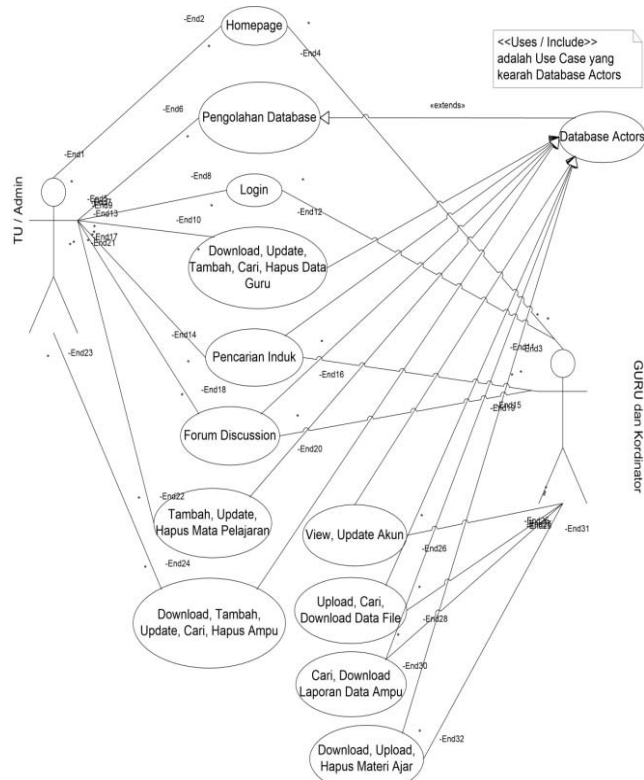 -End2
Homepage
-End4
<<Uses / Include>>
adalah Use Case yang
kearah Database Actors
-End6
Pengolahan Database
«extends»
Database Actors
-End1
-End8
Login
-End12
TU / Admin
-End13
-End10
-End17
-End21
Download, Update,
Tambah, Cari, Hapus Data
Guru
-End14
Pencarian Induk
-End3
-End23
-End16
-End15
GURU dan Kordinator
-End18
Forum Discussion
-End20
-End22
Tambah, Update,
Hapus Mata Pelajaran
View, Update Akun
-End31
-End26
-End24
Download, Tambah,
Update, Cari, Hapus Ampu
Upload, Cari,
Download Data File
-End28
-End30
Cari, Download
Laporan Data Ampu
Download, Upload,
Hapus Materi Ajar
-End32